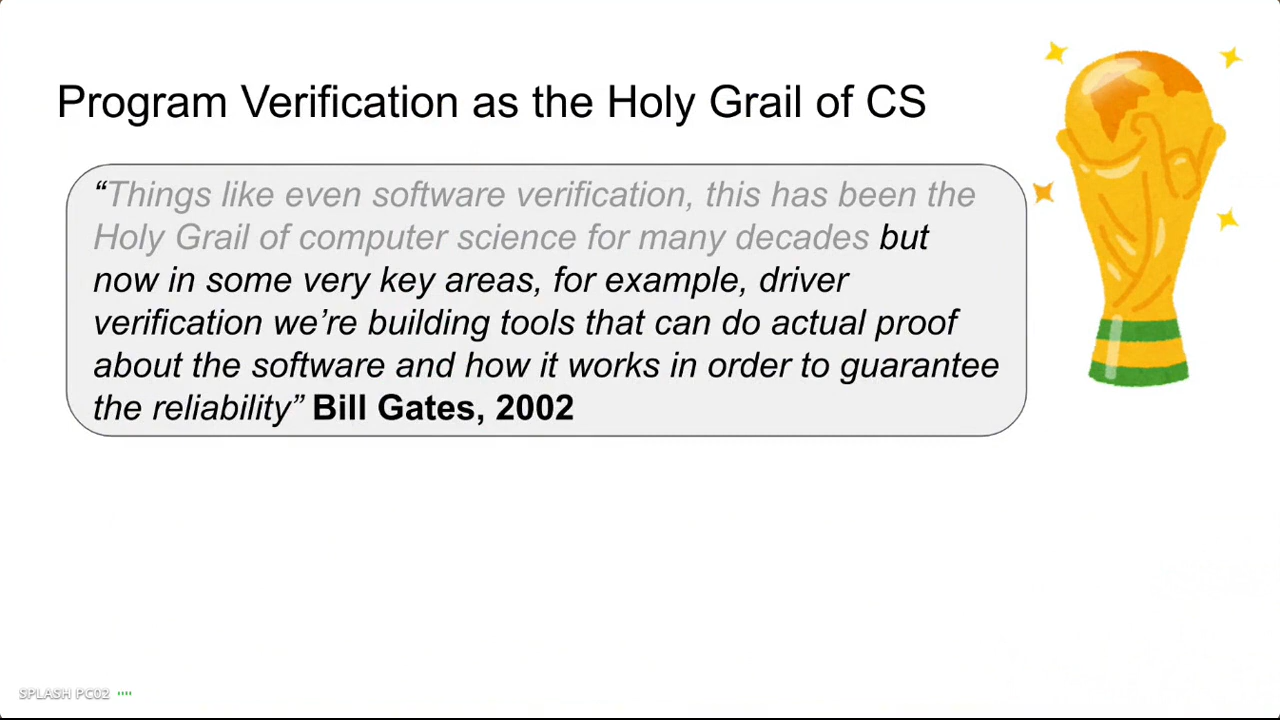 Program Verification as the Holy Grail of CS
“Things like even software verification, this has been the
Holy Grail of computer science for many decades but
now in some very key areas, for example, driver
verification we’re building tools that can do actual proof
about the software and how it works in order to guarantee
the reliability” Bill Gates, 2002
SPLASH PC02